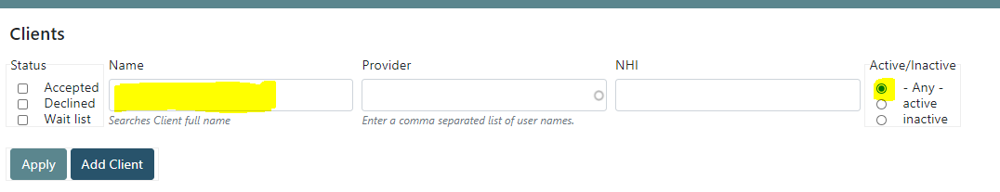 Clients
Status Name Provider NHI Active/Inactive
Accepted - Any -
Declined active
Wait list Searches Client full name Enter a comma separated list of user names. inactive
Apply Add Client